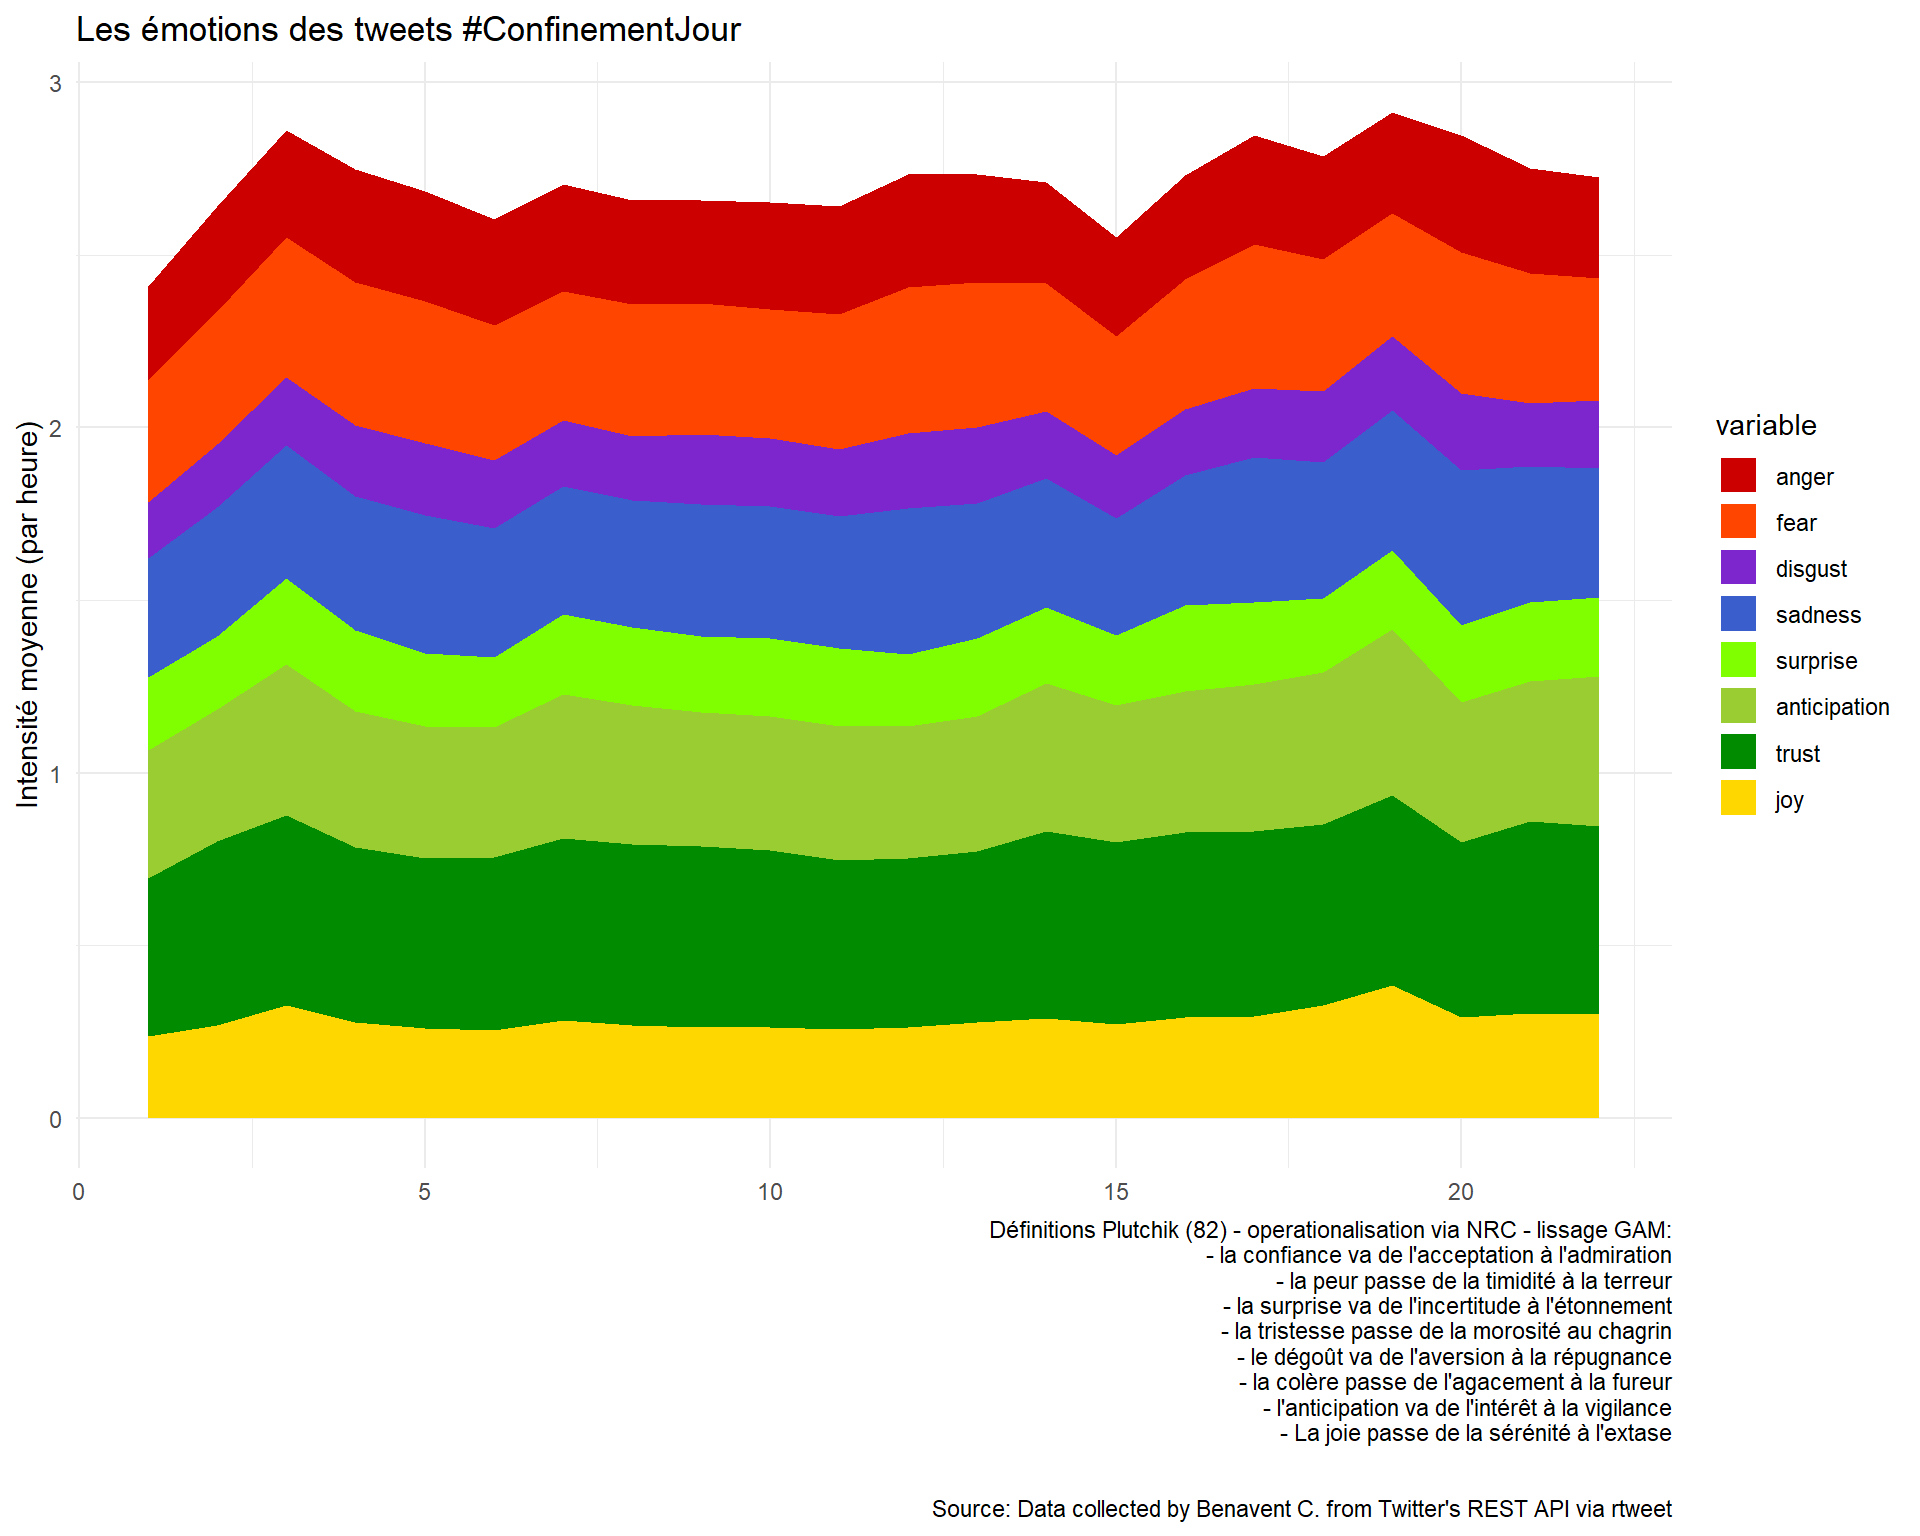 Les émotions des tweets #ConfinementJour
Intensité moyenne (par heure)
3
2
1
0
0 5 10 15 20
variable
anger
fear
disgust
sadness
surprise
anticipation
trust
joy
Définitions Plutchik (82) - operationalisation via NRC - lissage GAM:
- la confiance va de l'acceptation à l'admiration
- la peur passe de la timidité à la terreur
- la surprise va de l'incertitude à l'étonnement
- la tristesse passe de la morosité au chagrin
- le dégoût va de l'aversion à la répugnance
- la colère passe de l'agacement à la fureur
- l'anticipation va de l'intérêt à la vigilance
- La joie passe de la sérénité à l'extase
Source: Data collected by Benavent C. from Twitter's REST API via rtweet